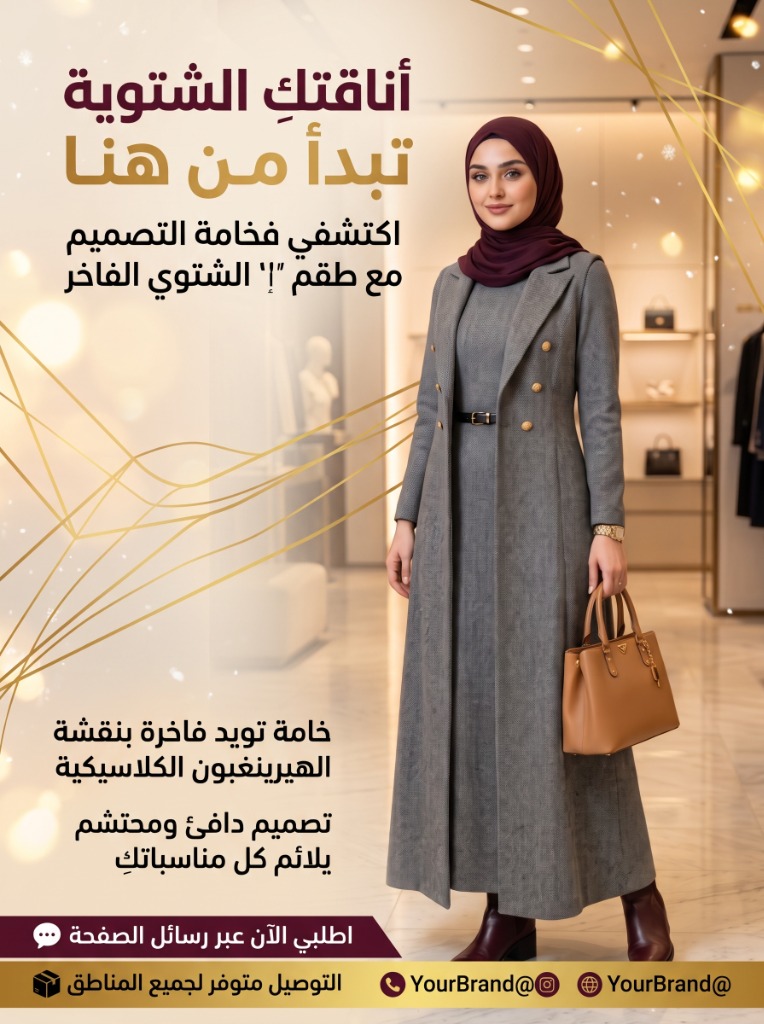 أناقتكِ الشتوية
تبدأ من هنا
اكتشفي فخامة التصميم
مع طقم "إ" الشتوي الفاخر
خامة تويد فاخرة بنقشة
الهيرينغبون الكلاسيكية
تصميم دافئ ومحتشم
يلائم كل مناسباتكِ
اطلبي الآن عبر رسائل الصفحة
التوصيل متوفر لجميع المناطق
YourBrand@
YourBrand@